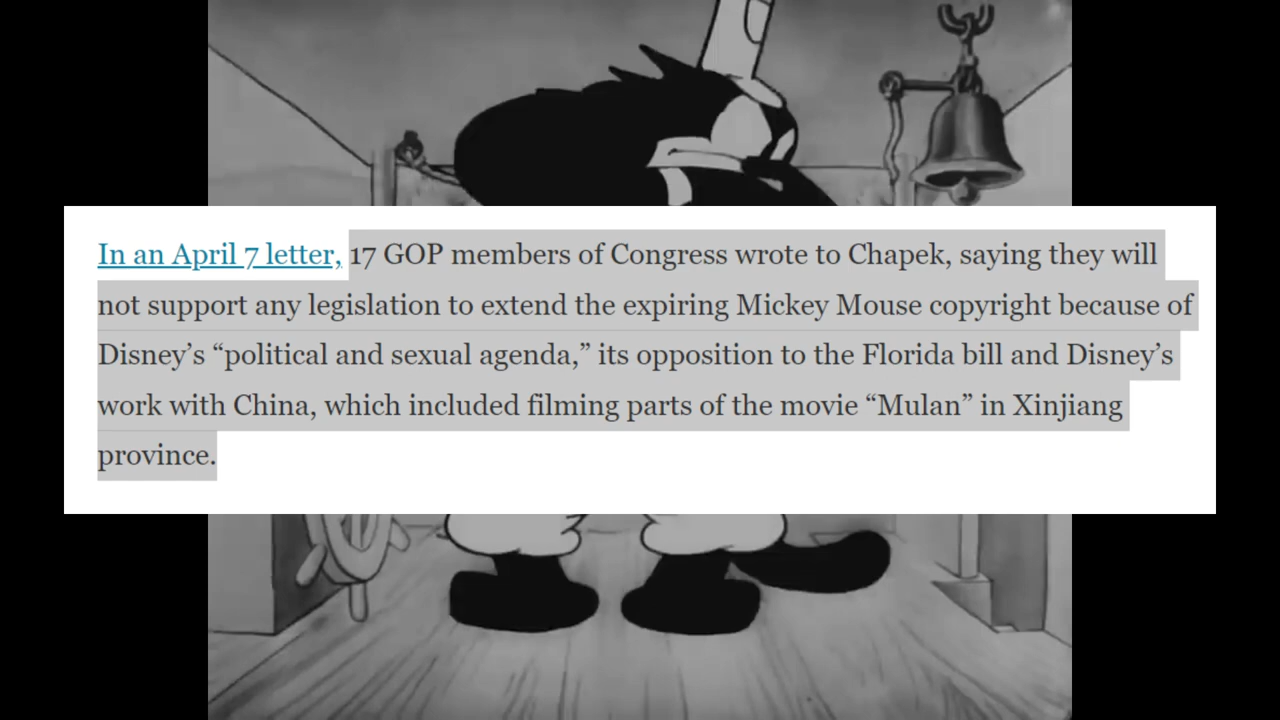 In an April 7 letter, 17 GOP members of Congress wrote to Chapek, saying they will
not support any legislation to extend the expiring Mickey Mouse copyright because of
Disney’s “political and sexual agenda,” its opposition to the Florida bill and Disney’s
work with China, which included filming parts of the movie “Mulan” in Xinjiang
province.